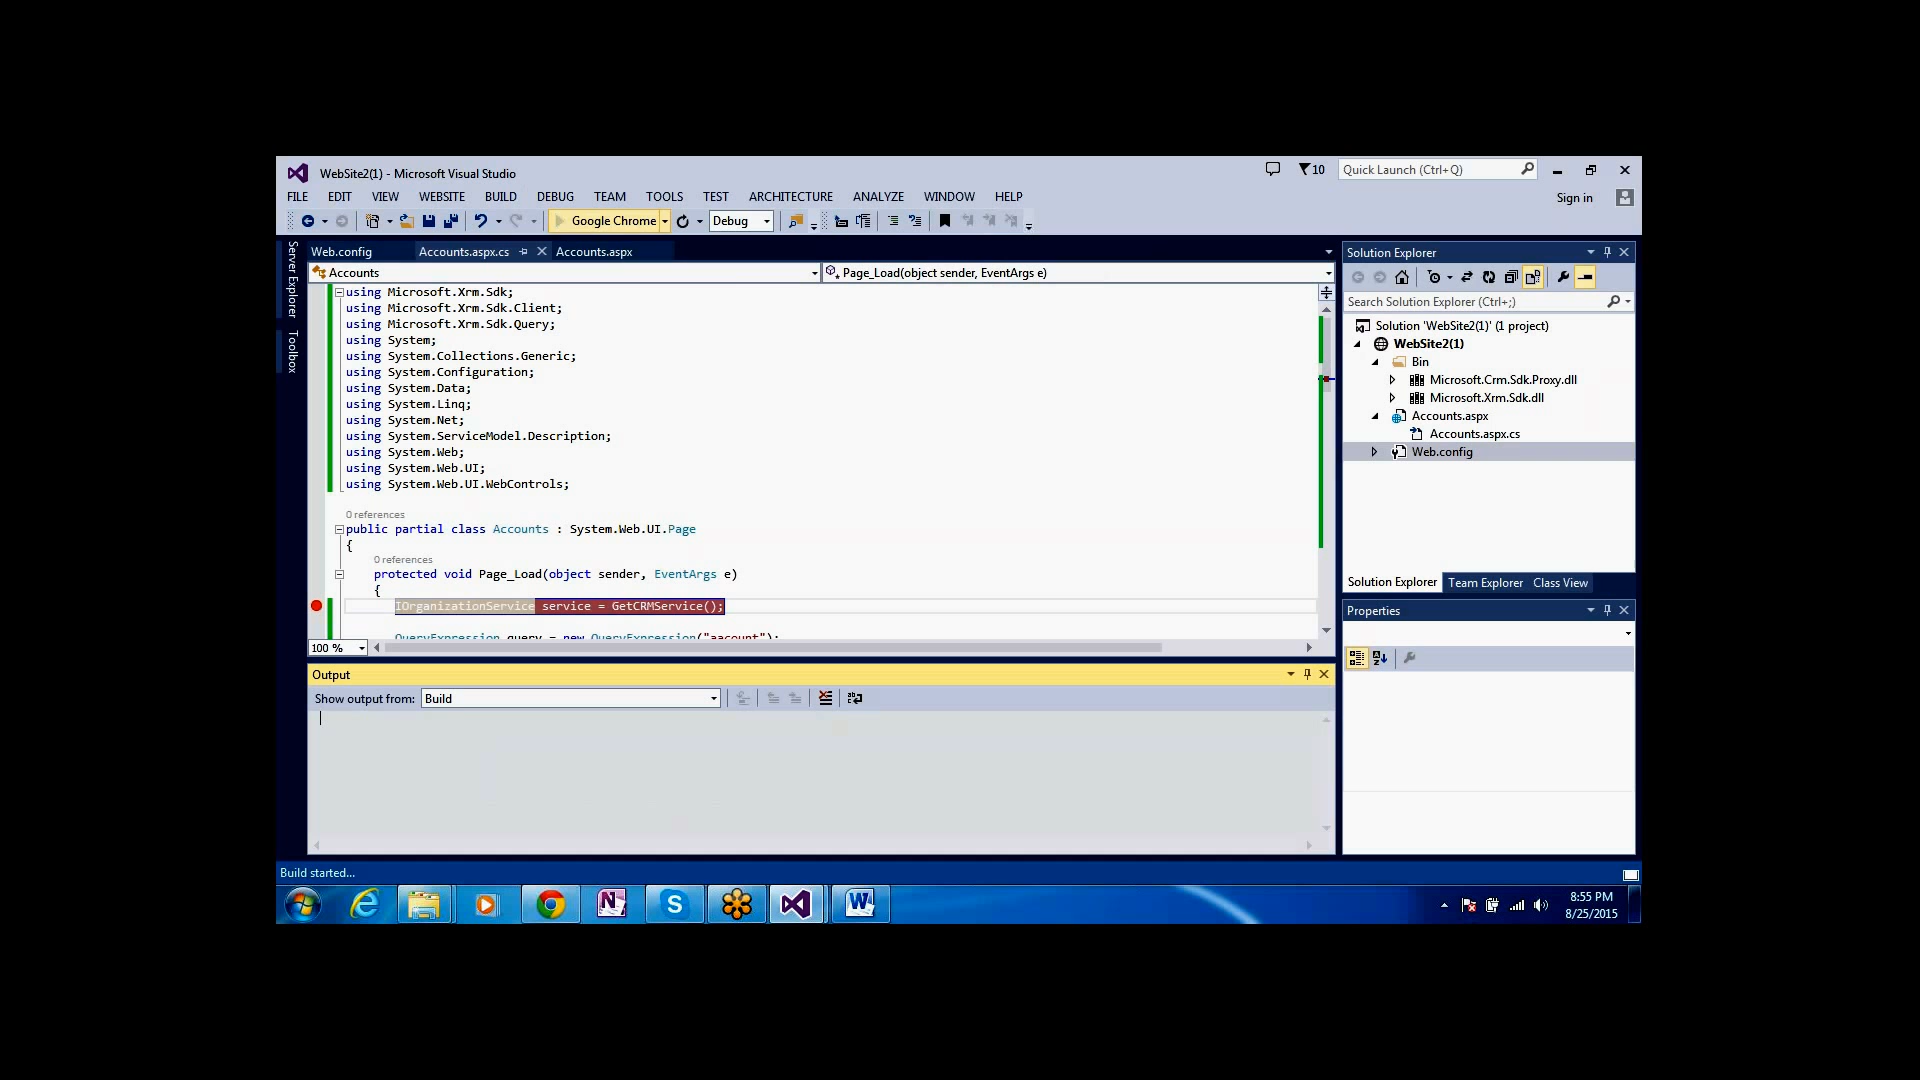 WebSite2(1) - Microsoft Visual Studio
10
Quick Launch (Ctrl+Q)
FILE EDIT VIEW WEBSITE BUILD DEBUG TEAM TOOLS TEST ARCHITECTURE ANALYZE WINDOW HELP
Sign in
Google Chrome
Debug
Server Explorer
Toolbox
Web.config
Accounts.aspx.cs
Accounts.aspx
Accounts
Page_Load(object sender, EventArgs e)
using Microsoft.Xrm.Sdk;
using Microsoft.Xrm.Sdk.Client;
using Microsoft.Xrm.Sdk.Query;
using System;
using System.Collections.Generic;
using System.Configuration;
using System.Data;
using System.Linq;
using System.Net;
using System.ServiceModel.Description;
using System.Web;
using System.Web.UI;
using System.Web.UI.WebControls;
0 references
public partial class Accounts : System.Web.UI.Page
{
0 references
protected void Page_Load(object sender, EventArgs e)
{
IOrganizationService service = GetCRMService();
QueryExpression query = new QueryExpression("aacount");
100 %
Output
Show output from: Build
Solution Explorer
Search Solution Explorer (Ctrl+;)
Solution 'WebSite2(1)' (1 project)
WebSite2(1)
Bin
Microsoft.Crm.Sdk.Proxy.dll
Microsoft.Xrm.Sdk.dll
Accounts.aspx
Accounts.aspx.cs
Web.config
Solution Explorer Team Explorer Class View
Properties
Build started...
8:55 PM
8/25/2015